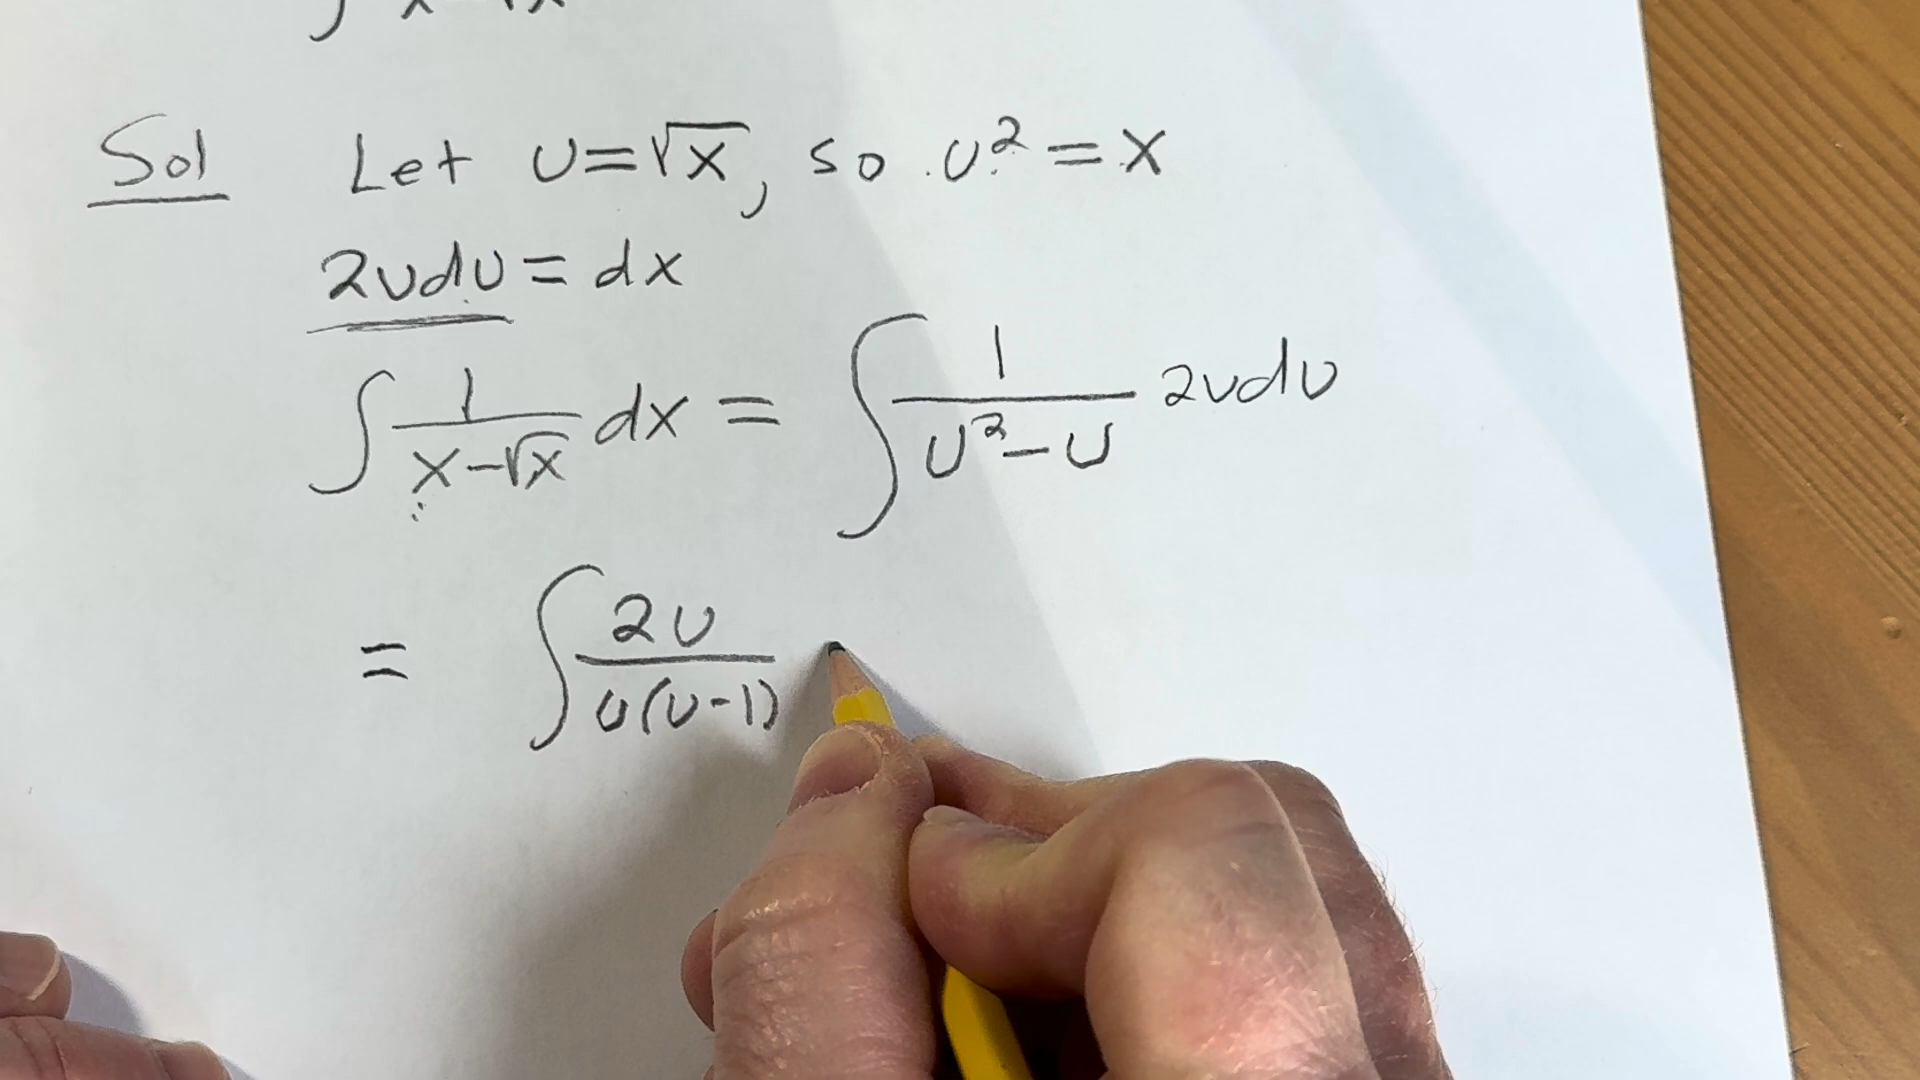 ∫ x-√x
Sol Let u=√x, so u²=x
2udu=dx
∫ 1/(x-√x) dx = ∫ 1/(u²-u) 2udu
= ∫ 2u/(u(u-1))